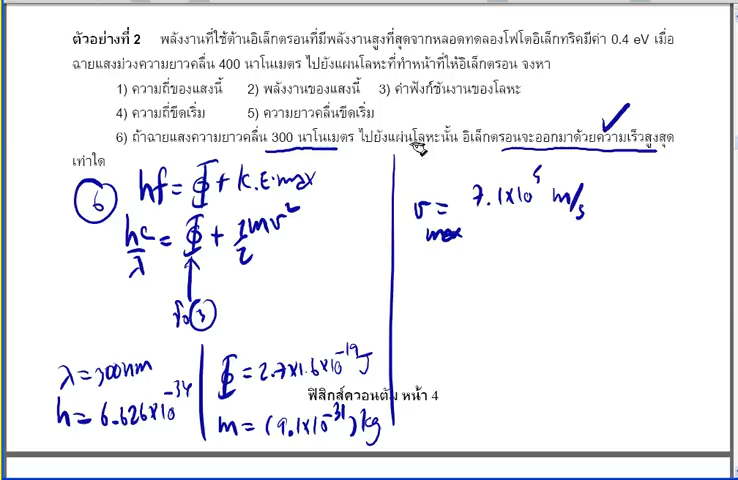 ตัวอย่างที่ 2 พลังงานที่ใช้ต้านอิเล็กตรอนที่มีพลังงานสูงที่สุดจากหลอดทดลองโฟโตอิเล็กทริคมีค่า 0.4 eV เมื่อ
ฉายแสงม่วงความยาวคลื่น 400 นาโนเมตร ไปยังแผ่นโลหะที่ทำหน้าที่ให้อิเล็กตรอน จงหา
1) ความถี่ของแสงนี้ 2) พลังงานของแสงนี้ 3) ค่าฟังก์ชันงานของโลหะ
4) ความถี่ขีดเริ่ม 5) ความยาวคลื่นขีดเริ่ม
6) ถ้าฉายแสงความยาวคลื่น 300 นาโนเมตร ไปยังแผ่นโลหะนั้น อิเล็กตรอนจะออกมาด้วยความเร็วสูงสุด
เท่าใด
6 hf = Φ + K.E.max
hc/λ = Φ + 1/2 mv²
3
v max = 7.1x10⁵ m/s
λ = 300nm
h = 6.626x10⁻³⁴
Φ = 2.7x1.6x10⁻¹⁹ J
m = (9.1x10⁻³¹) kg
ฟิสิกส์ควอนตัม หน้า 4